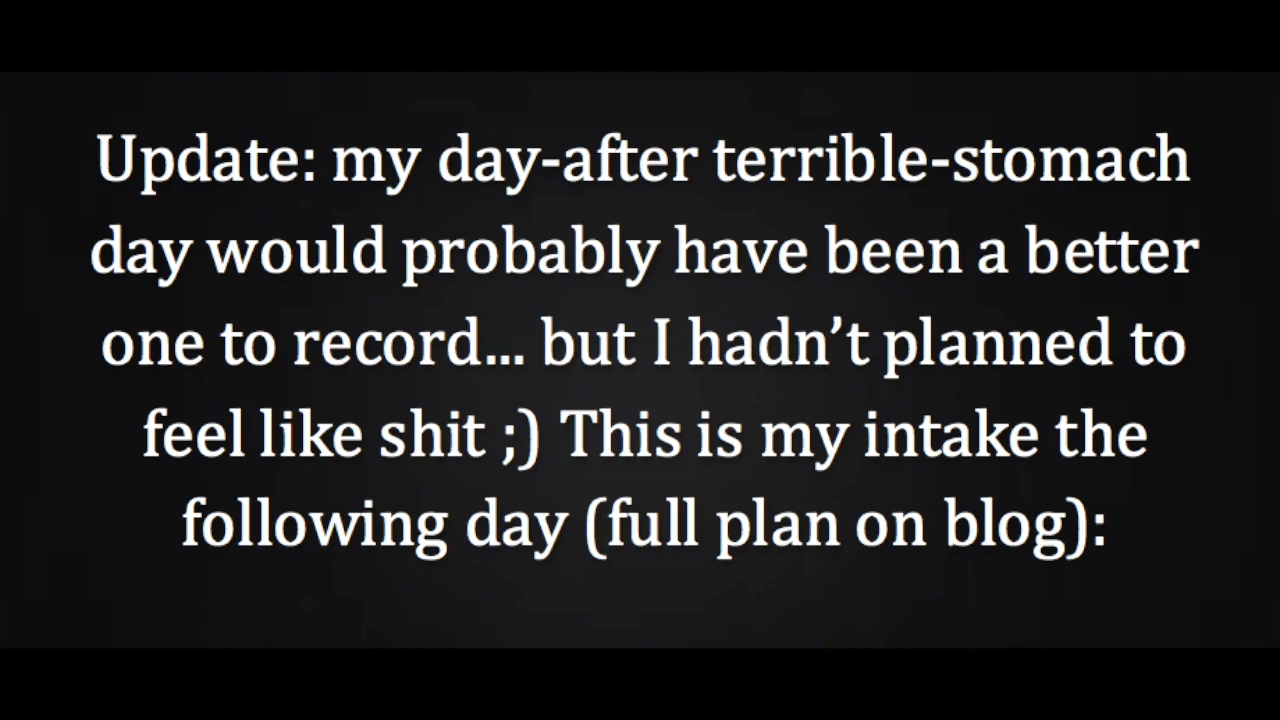 Update: my day-after terrible-stomach
day would probably have been a better
one to record... but I hadn’t planned to
feel like shit ;) This is my intake the
following day (full plan on blog):